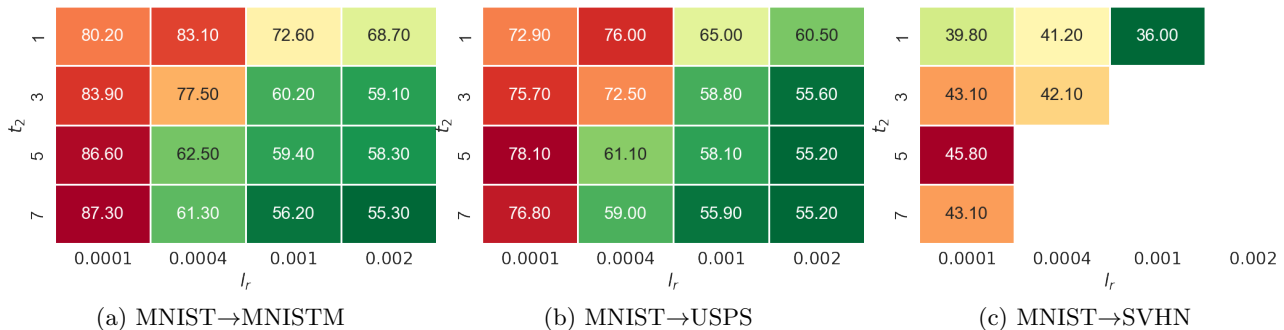 1 80.20 83.10 72.60 68.70
3 83.90 77.50 60.20 59.10
5 86.60 62.50 59.40 58.30
7 87.30 61.30 56.20 55.30
t₂
0.0001 0.0004 0.001 0.002
l_r
(a) MNIST→MNISTM
1 72.90 76.00 65.00 60.50
3 75.70 72.50 58.80 55.60
5 78.10 61.10 58.10 55.20
7 76.80 59.00 55.90 55.20
t₂
0.0001 0.0004 0.001 0.002
l_r
(b) MNIST→USPS
1 39.80 41.20 36.00
3 43.10 42.10
5 45.80
7 43.10
t₂
0.0001 0.0004 0.001 0.002
l_r
(c) MNIST→SVHN